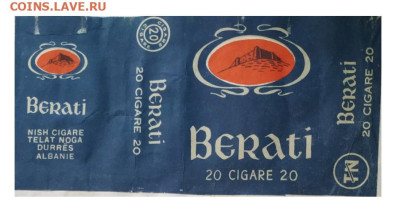 COINS.LAVE.RU
BERATI
NISH CIGARE
TELAT NOGA
DURRËS
ALBANIE
20
BERATI
20 CIGARE 20
BERATI
20 CIGARE 20
BERATI
20 CIGARE 20